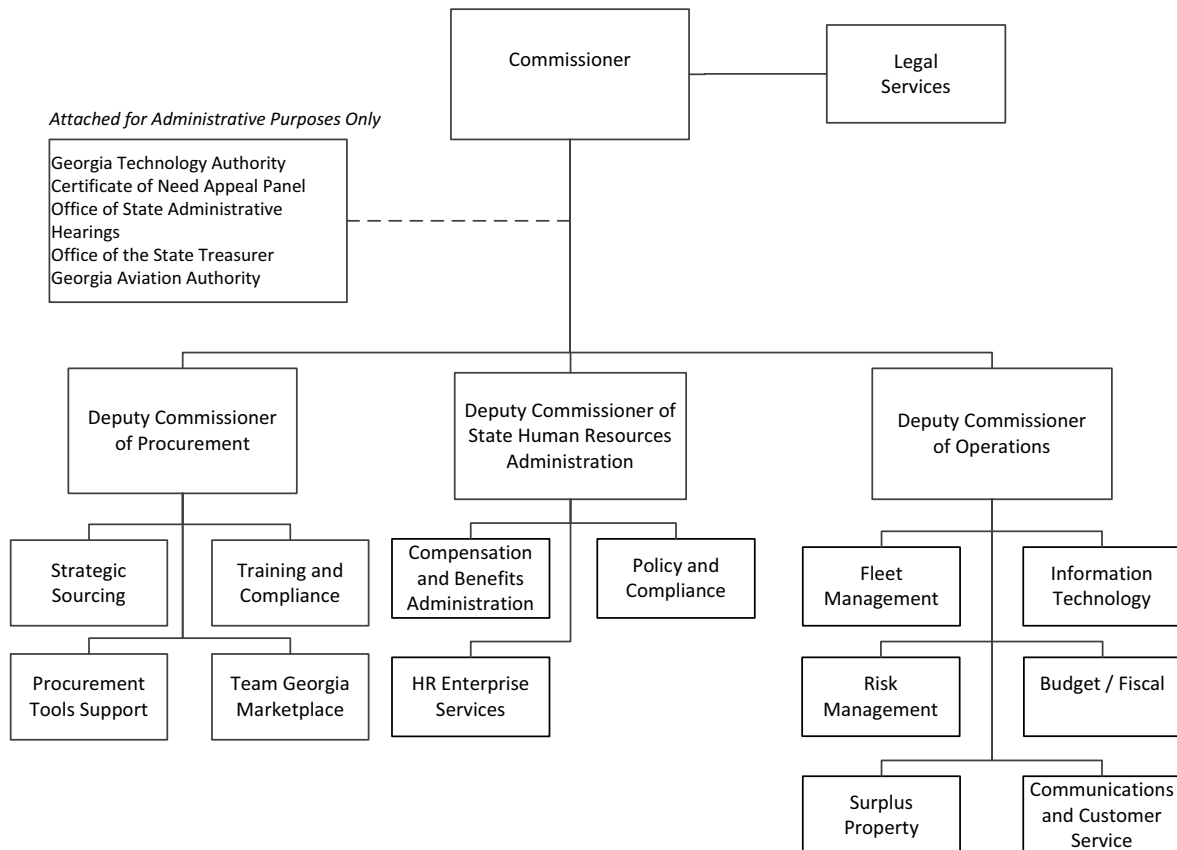 Commissioner
Legal
Services
Attached for Administrative Purposes Only
Georgia Technology Authority
Certificate of Need Appeal Panel
Office of State Administrative
Hearings
Office of the State Treasurer
Georgia Aviation Authority
Deputy Commissioner
of Procurement
Deputy Commissioner of
State Human Resources
Administration
Deputy Commissioner
of Operations
Strategic
Sourcing
Training and
Compliance
Compensation
and Benefits
Administration
Policy and
Compliance
Fleet
Management
Information
Technology
Procurement
Tools Support
Team Georgia
Marketplace
HR Enterprise
Services
Risk
Management
Budget / Fiscal
Surplus
Property
Communications
and Customer
Service